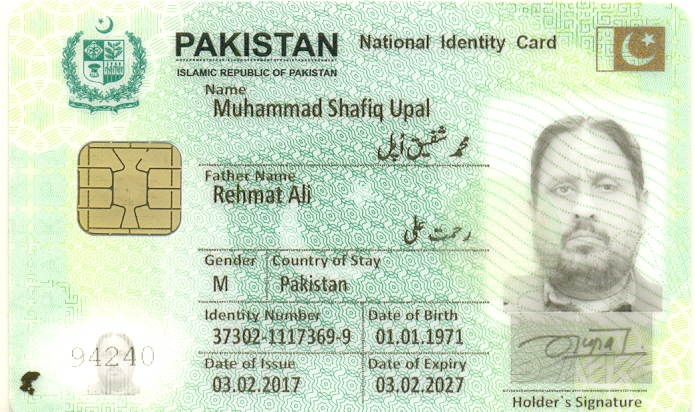 PAKISTAN National Identity Card
ISLAMIC REPUBLIC OF PAKISTAN
Name
Muhammad Shafiq Upal
محمد شفیق اُپل
Father Name
Rehmat Ali
رحمت علی
Gender Country of Stay
M Pakistan
Identity Number Date of Birth
37302-1117369-9 01.01.1971
Date of Issue Date of Expiry
03.02.2017 03.02.2027
94240
Holder`s Signature